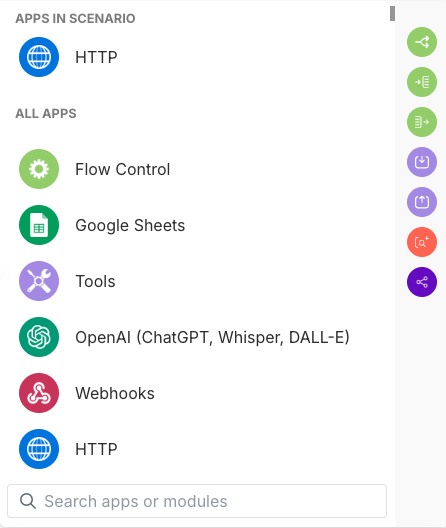 APPS IN SCENARIO
HTTP
ALL APPS
Flow Control
Google Sheets
Tools
OpenAI (ChatGPT, Whisper, DALL-E)
Webhooks
HTTP
Search apps or modules